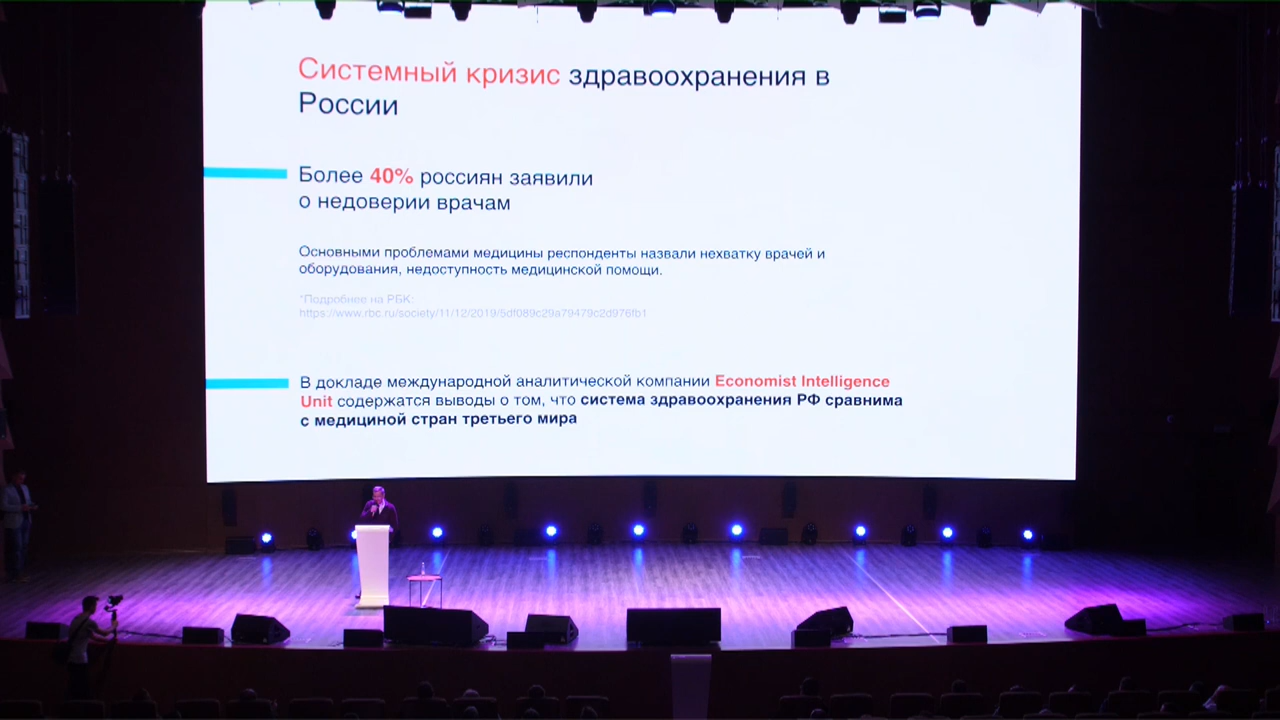 Системный кризис здравоохранения в
России
Более 40% россиян заявили
о недоверии врачам
Основными проблемами медицины респонденты назвали нехватку врачей и
оборудования, недоступность медицинской помощи.
*Подробнее на РБК:
https://www.rbc.ru/society/11/12/2019/5df089c29a79479c2d976fb1
В докладе международной аналитической компании Economist Intelligence
Unit содержатся выводы о том, что система здравоохранения РФ сравнима
с медициной стран третьего мира